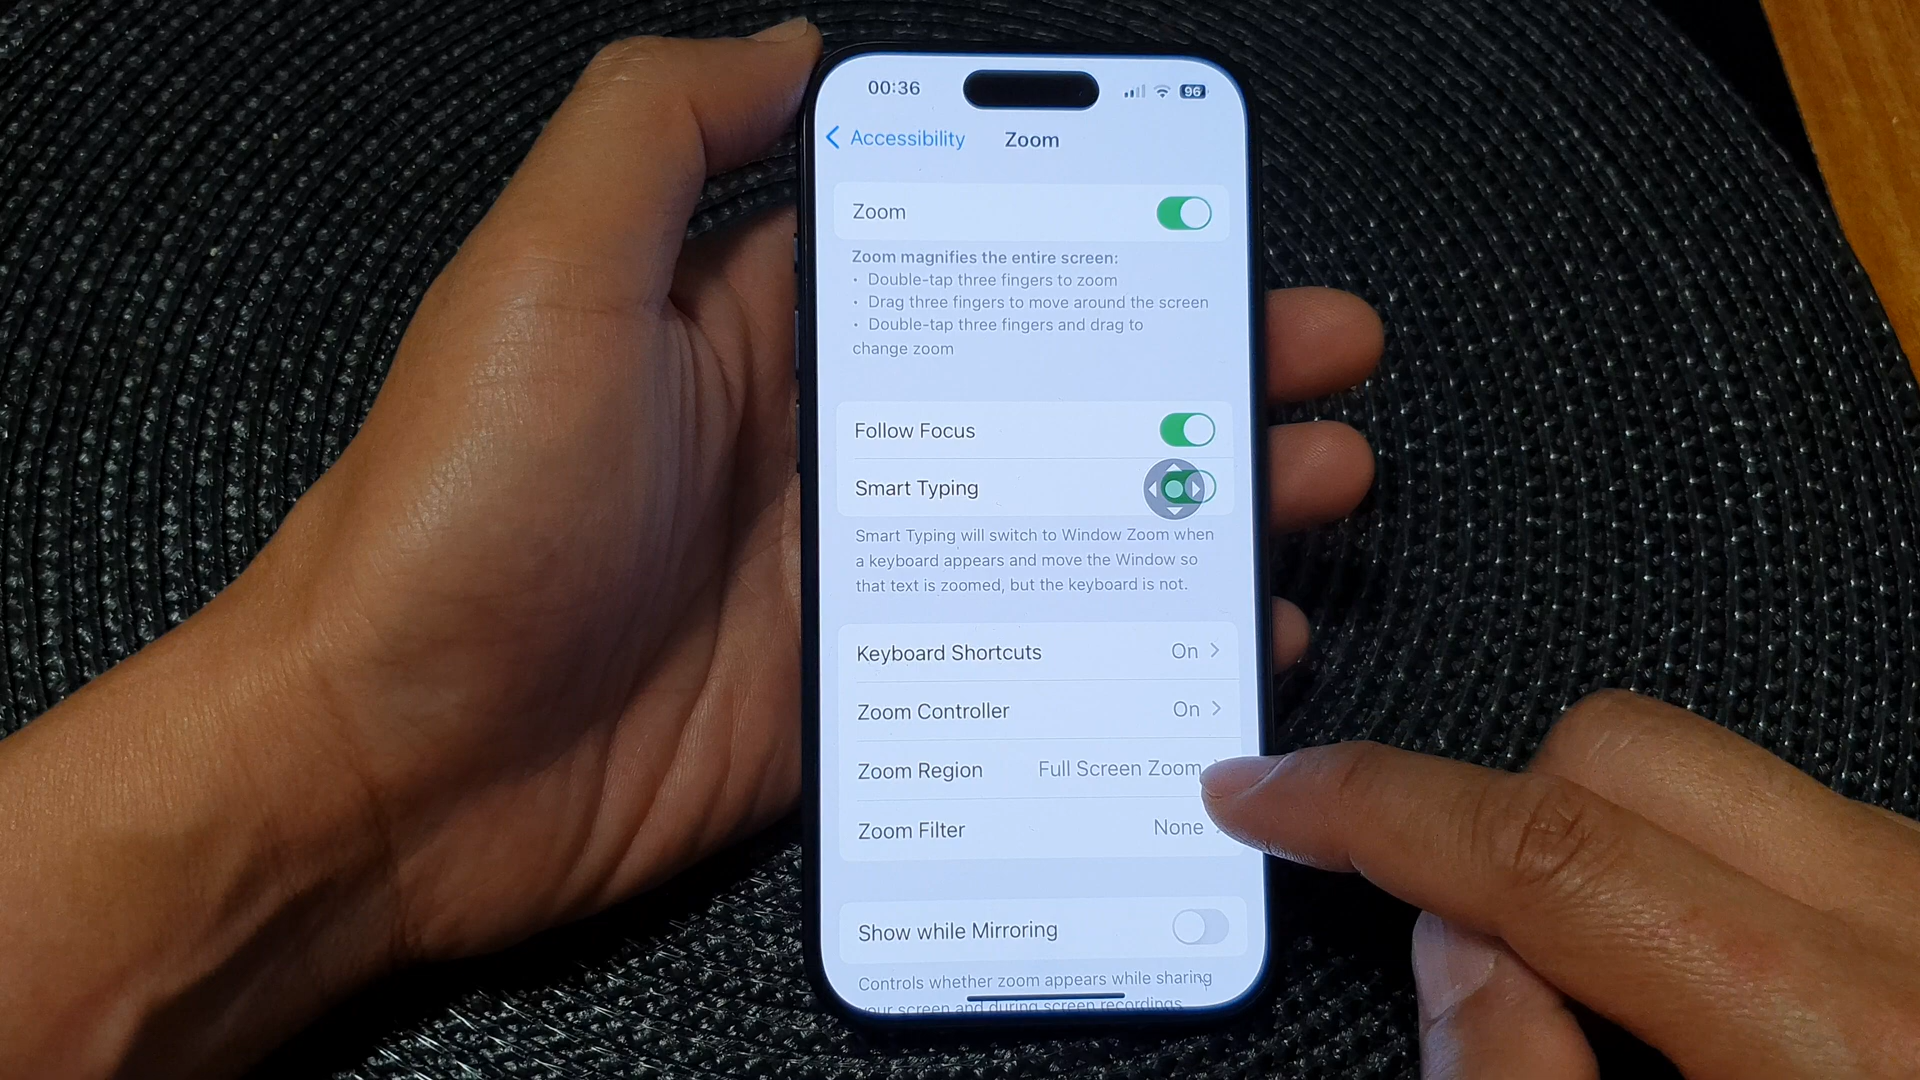 00:36 96
Accessibility Zoom
Zoom
Zoom magnifies the entire screen:
• Double-tap three fingers to zoom
• Drag three fingers to move around the screen
• Double-tap three fingers and drag to
change zoom
Follow Focus
Smart Typing
Smart Typing will switch to Window Zoom when
a keyboard appears and move the Window so
that text is zoomed, but the keyboard is not.
Keyboard Shortcuts On
Zoom Controller On
Zoom Region Full Screen Zoom
Zoom Filter None
Show while Mirroring
Controls whether zoom appears while sharing
your screen and during screen recordings